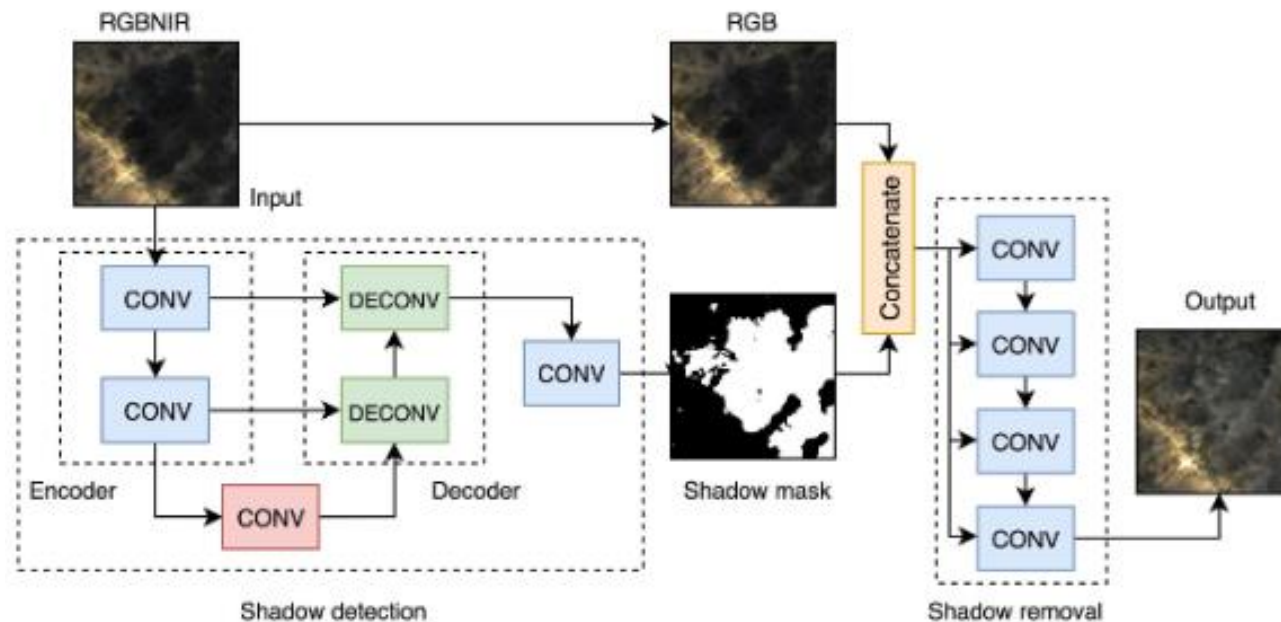 RGBNIR
RGB
Input
CONV
DECONV
CONV
DECONV
CONV
Encoder
Decoder
CONV
Shadow detection
Shadow mask
Concatenate
CONV
CONV
CONV
CONV
Shadow removal
Output